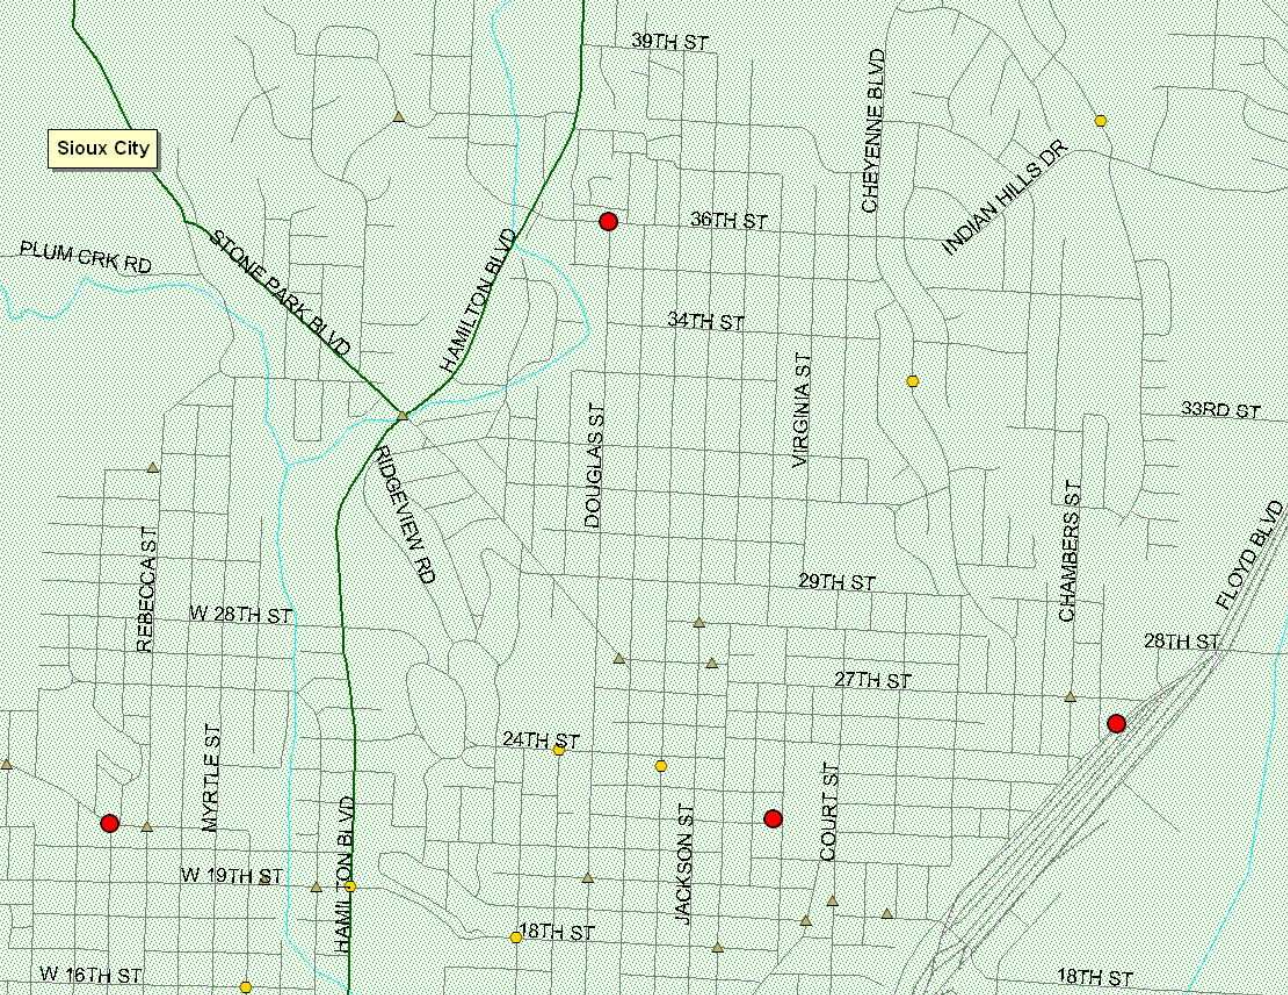 39TH ST
CHEYENNE BLVD
INDIAN HILLS DR
Sioux City
36TH ST
STONE PARK BLVD
HAMILTON BLVD
PLUM CRK RD
34TH ST
VIRGINIA ST
33RD ST
DOUGLAS ST
RIDGEVIEW RD
CHAMBERS ST
FLOYD BLVD
REBECCA ST
29TH ST
W 28TH ST
28TH ST
27TH ST
MYRTLE ST
24TH ST
COURT ST
HAMILTON BLVD
JACKSON ST
W 19TH ST
18TH ST
W 16TH ST
18TH ST